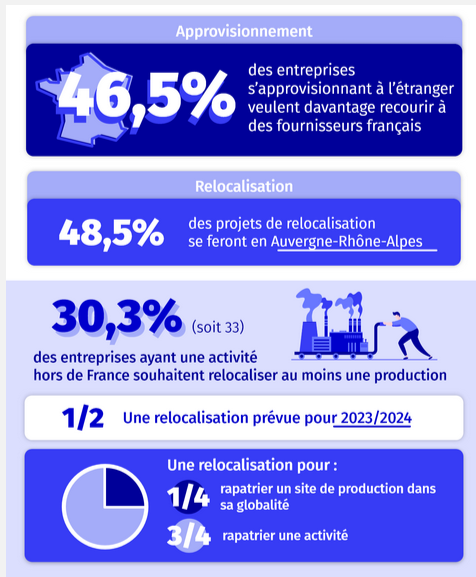 Approvisionnement
46,5%
des entreprises
s'approvisionnant à l'étranger
veulent davantage recourir à
des fournisseurs français
Relocalisation
48,5%
des projets de relocalisation
se feront en Auvergne-Rhône-Alpes
30,3% (soit 33)
des entreprises ayant une activité
hors de France souhaitent relocaliser au moins une production
1/2 Une relocalisation prévue pour 2023/2024
Une relocalisation pour :
1/4 rapatrier un site de production dans
sa globalité
3/4 rapatrier une activité